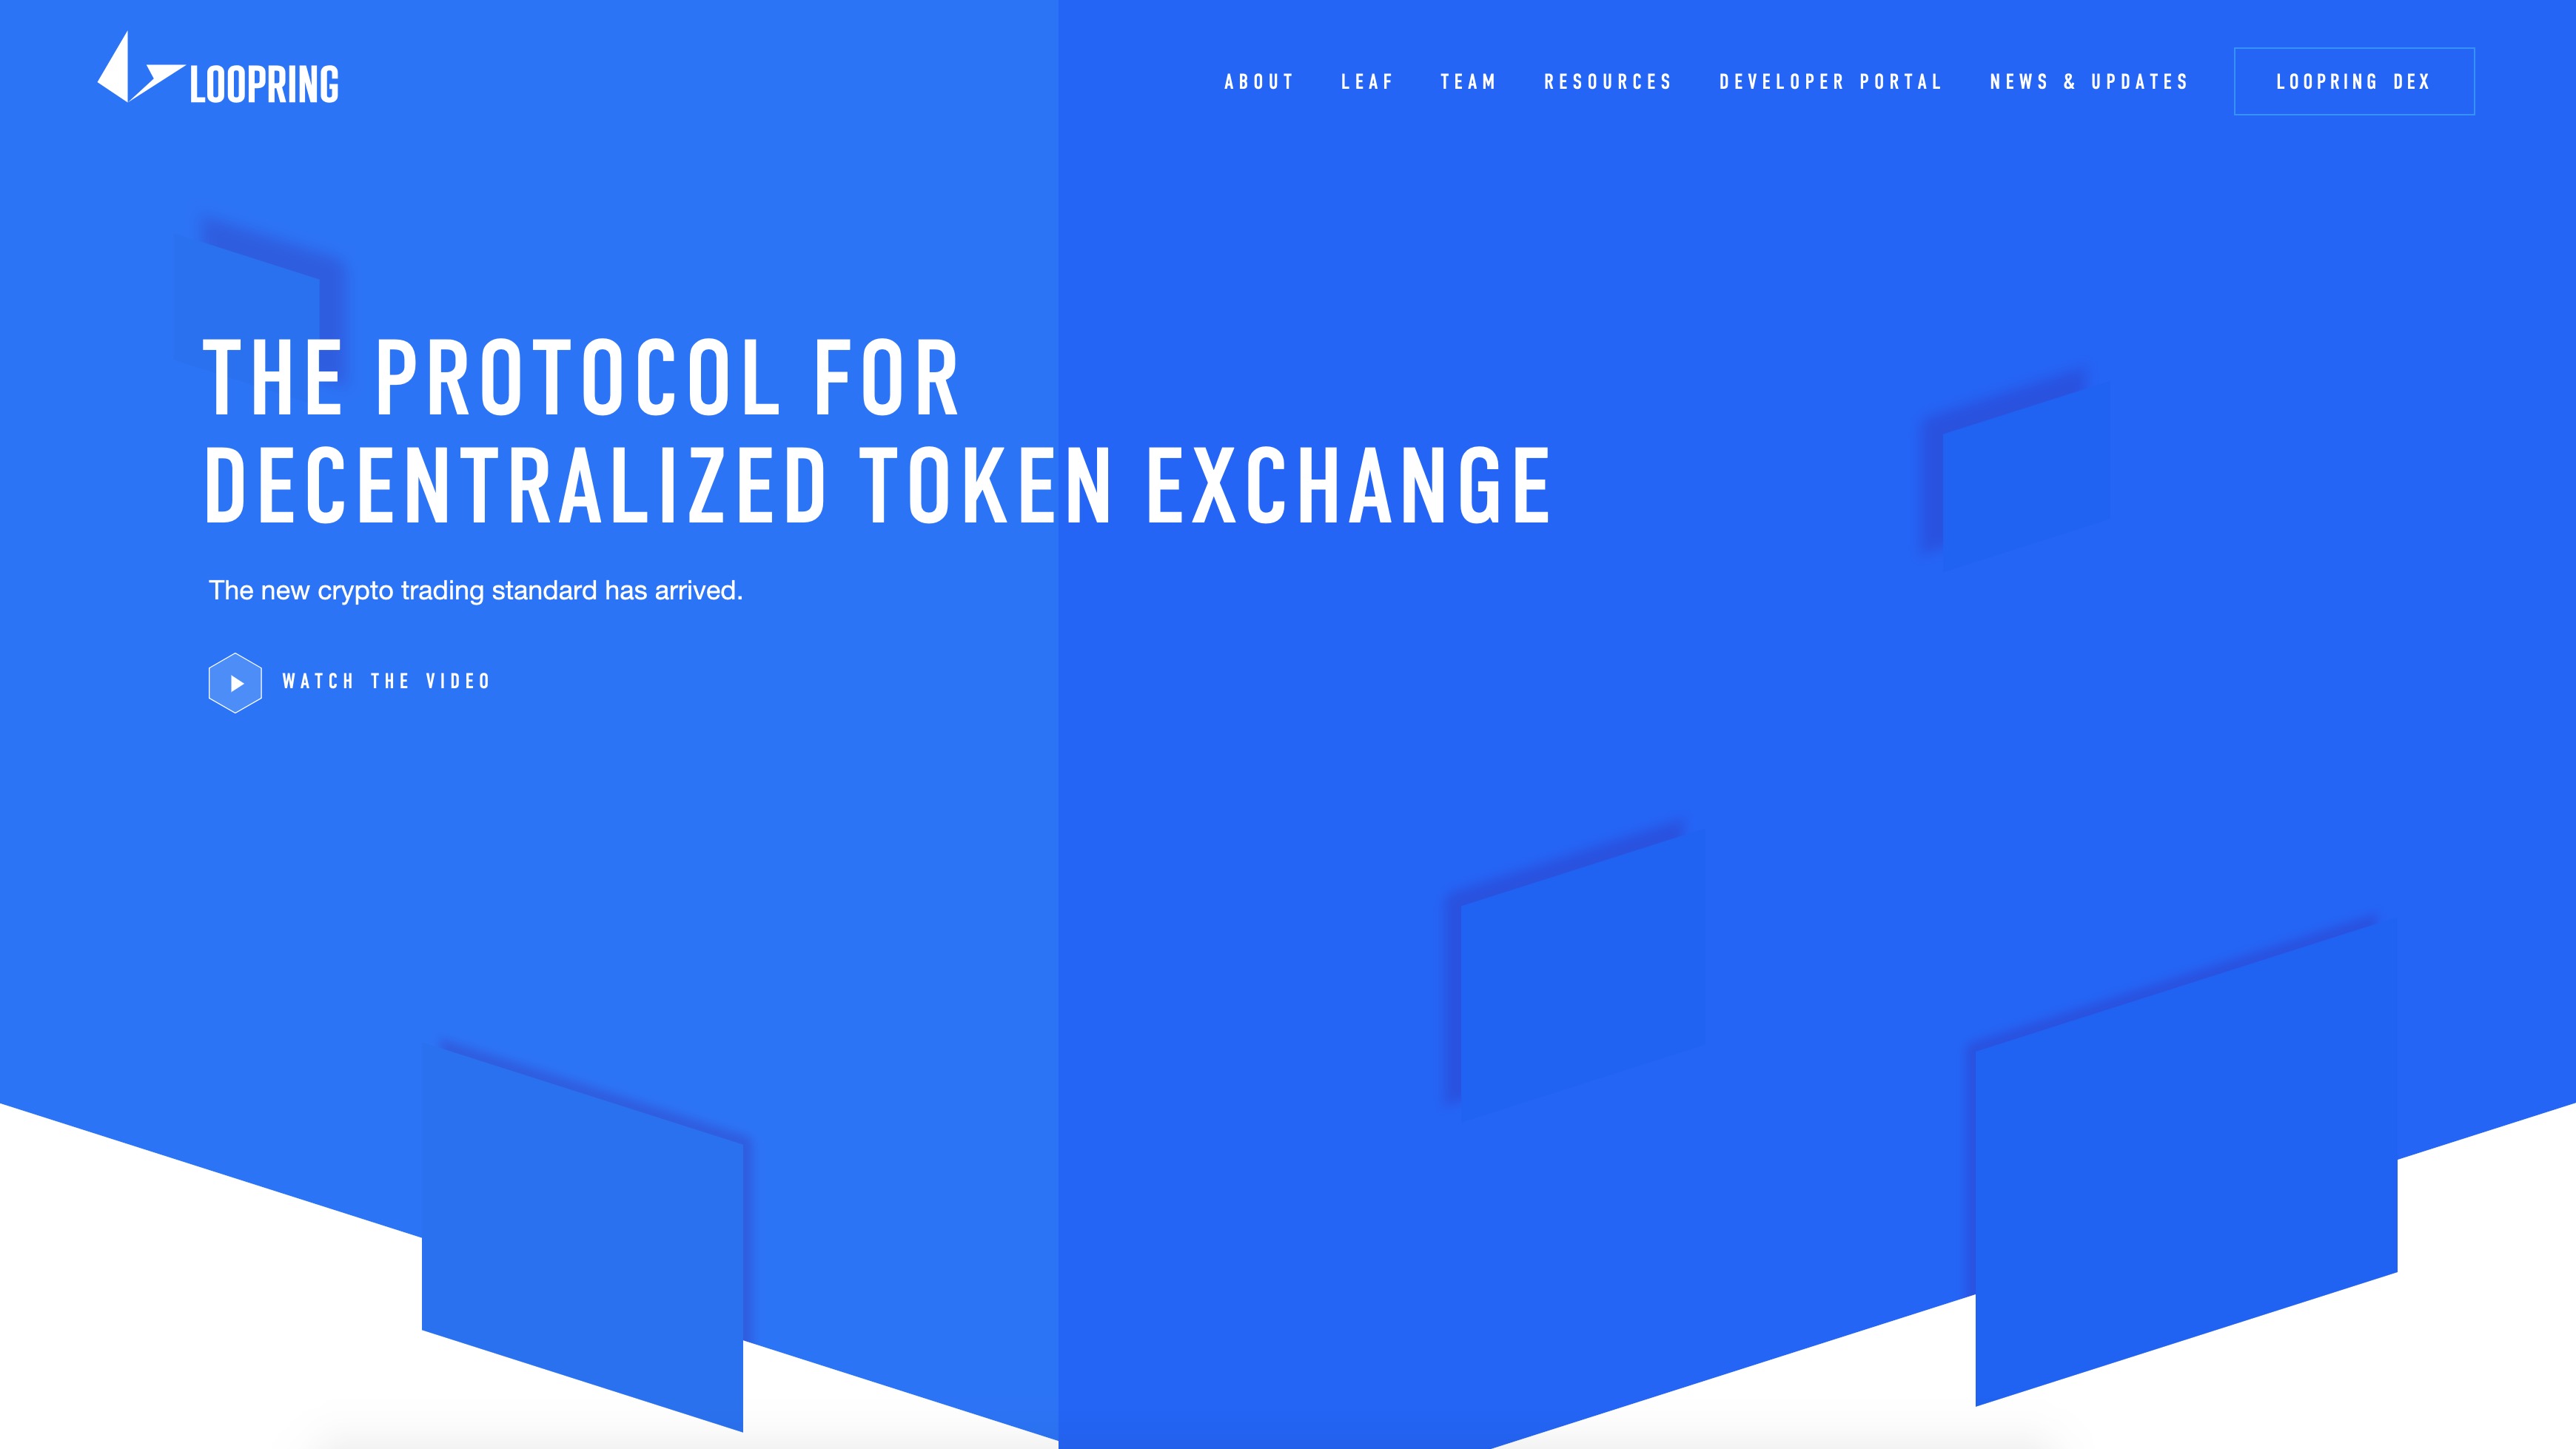 LOOPRING
ABOUT LEAF TEAM RESOURCES DEVELOPER PORTAL NEWS & UPDATES LOOPRING DEX
THE PROTOCOL FOR
DECENTRALIZED TOKEN EXCHANGE
The new crypto trading standard has arrived.
WATCH THE VIDEO